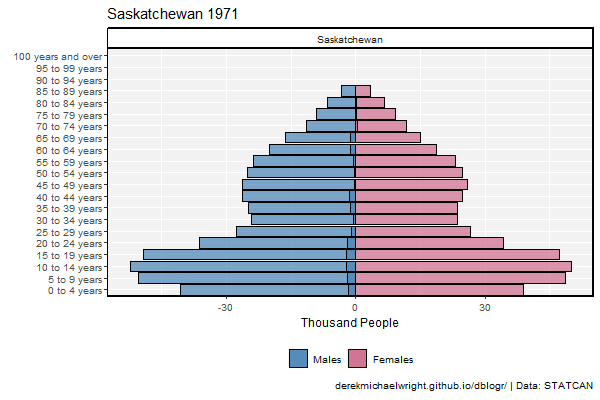 Saskatchewan 1971
Saskatchewan
100 years and over
95 to 99 years
90 to 94 years
85 to 89 years
80 to 84 years
75 to 79 years
70 to 74 years
65 to 69 years
60 to 64 years
55 to 59 years
50 to 54 years
45 to 49 years
40 to 44 years
35 to 39 years
30 to 34 years
25 to 29 years
20 to 24 years
15 to 19 years
10 to 14 years
5 to 9 years
0 to 4 years
-30 0 30
Thousand People
Males Females
derekmichaelwright.github.io/dblogr/ | Data: STATCAN